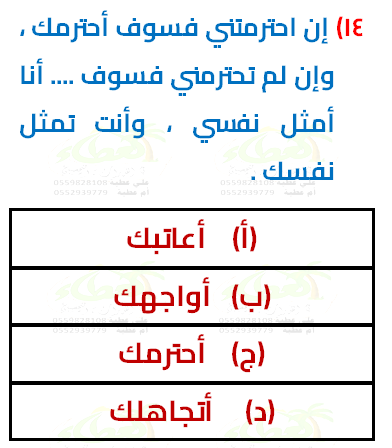 ١٤) إن احترمتني فسوف أحترمك ،
وإن لم تحترمني فسوف .... أنا
أمثل نفسي ، وأنت تمثل
نفسك .
(أ) أعاتبك
(ب) أواجهك
(ج) أحترمك
(د) أتجاهلك